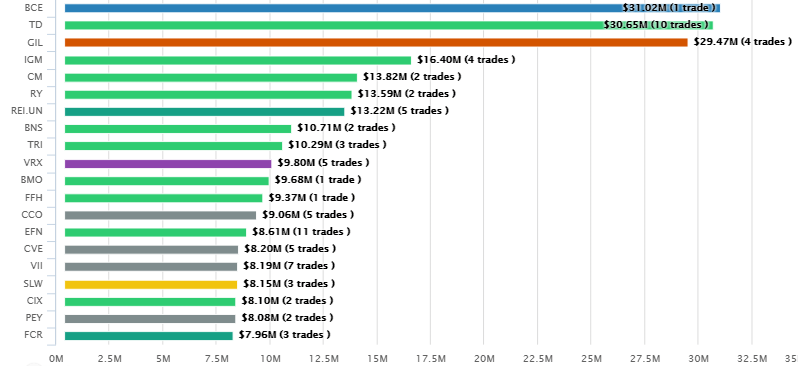 BCE $31.02M (1 trade )
TD $30.65M (10 trades )
GIL $29.47M (4 trades )
IGM $16.40M (4 trades )
CM $13.82M (2 trades )
RY $13.59M (2 trades )
REI.UN $13.22M (5 trades )
BNS $10.71M (2 trades )
TRI $10.29M (3 trades )
VRX $9.80M (5 trades )
BMO $9.68M (1 trade )
FFH $9.37M (1 trade )
CCO $9.06M (5 trades )
EFN $8.61M (11 trades )
CVE $8.20M (5 trades )
VII $8.19M (7 trades )
SLW $8.15M (3 trades )
CIX $8.10M (2 trades )
PEY $8.08M (2 trades )
FCR $7.96M (3 trades )
0M 2.5M 5M 7.5M 10M 12.5M 15M 17.5M 20M 22.5M 25M 27.5M 30M 32.5M 35